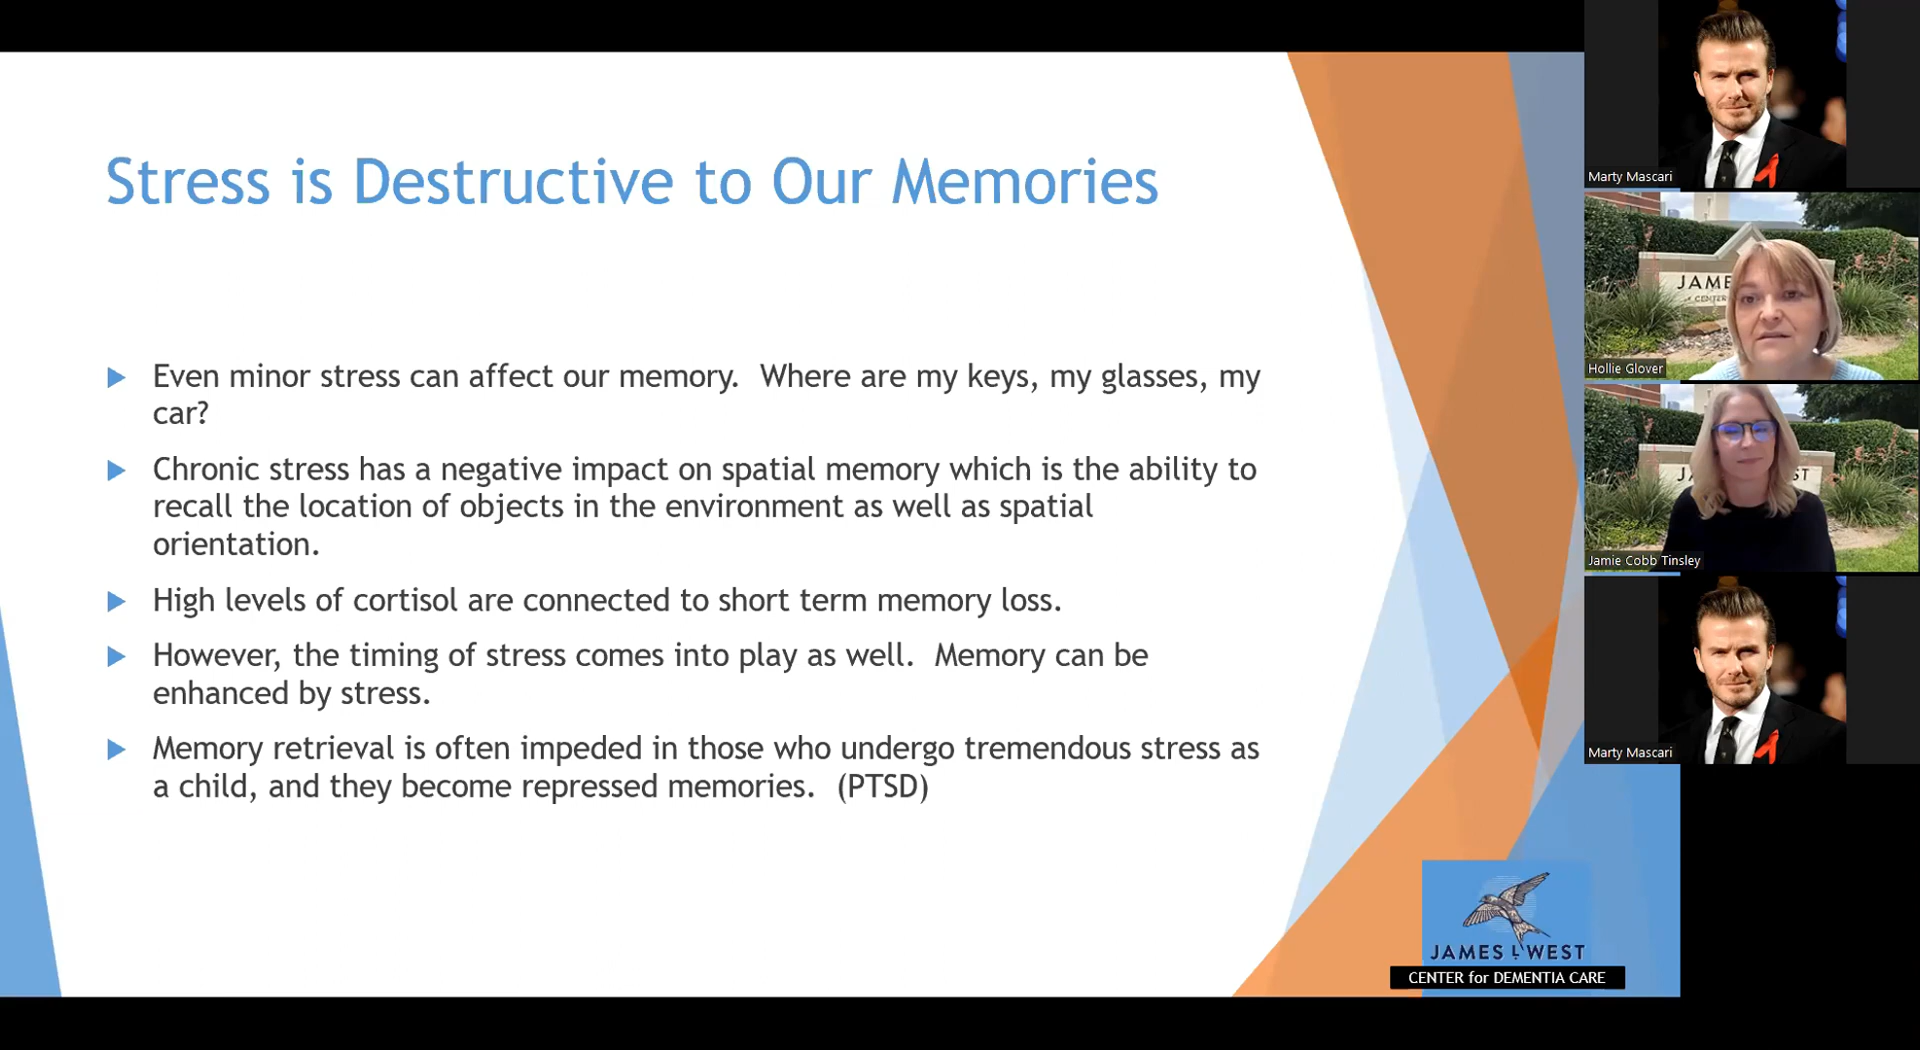 Stress is Destructive to Our Memories
Even minor stress can affect our memory.  Where are my keys, my glasses, my
car?
Chronic stress has a negative impact on spatial memory which is the ability to
recall the location of objects in the environment as well as spatial
orientation.
High levels of cortisol are connected to short term memory loss.
However, the timing of stress comes into play as well.  Memory can be
enhanced by stress.
Memory retrieval is often impeded in those who undergo tremendous stress as
a child, and they become repressed memories.  (PTSD)
JAMES L WEST
CENTER for DEMENTIA CARE
Marty Mascari
JAME
CENTER
Hollie Glover
JA
ST
Jamie Cobb Tinsley
Marty Mascari